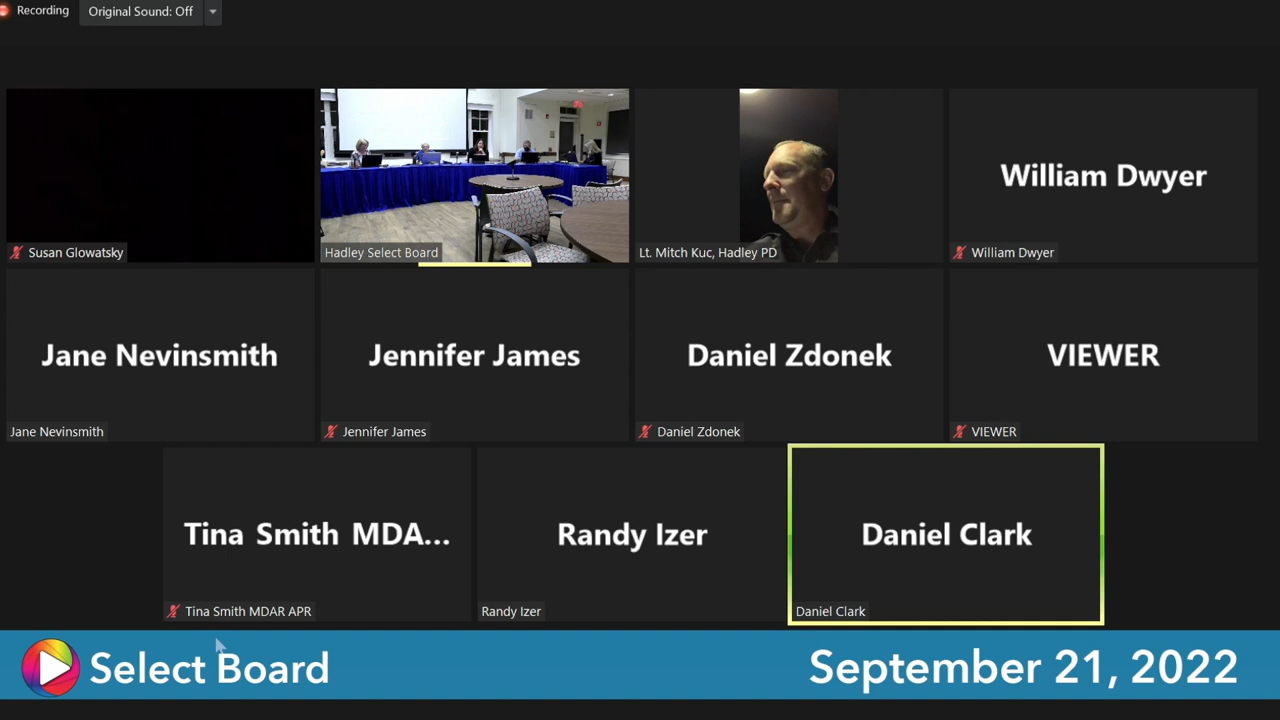 Recording
Original Sound: Off
Susan Glowatsky
Hadley Select Board
Lt. Mitch Kuc, Hadley PD
William Dwyer
William Dwyer
Jane Nevinsmith
Jane Nevinsmith
Jennifer James
Jennifer James
Daniel Zdonek
Daniel Zdonek
VIEWER
VIEWER
Tina Smith MDA...
Tina Smith MDAR APR
Randy Izer
Randy Izer
Daniel Clark
Daniel Clark
Select Board
September 21, 2022